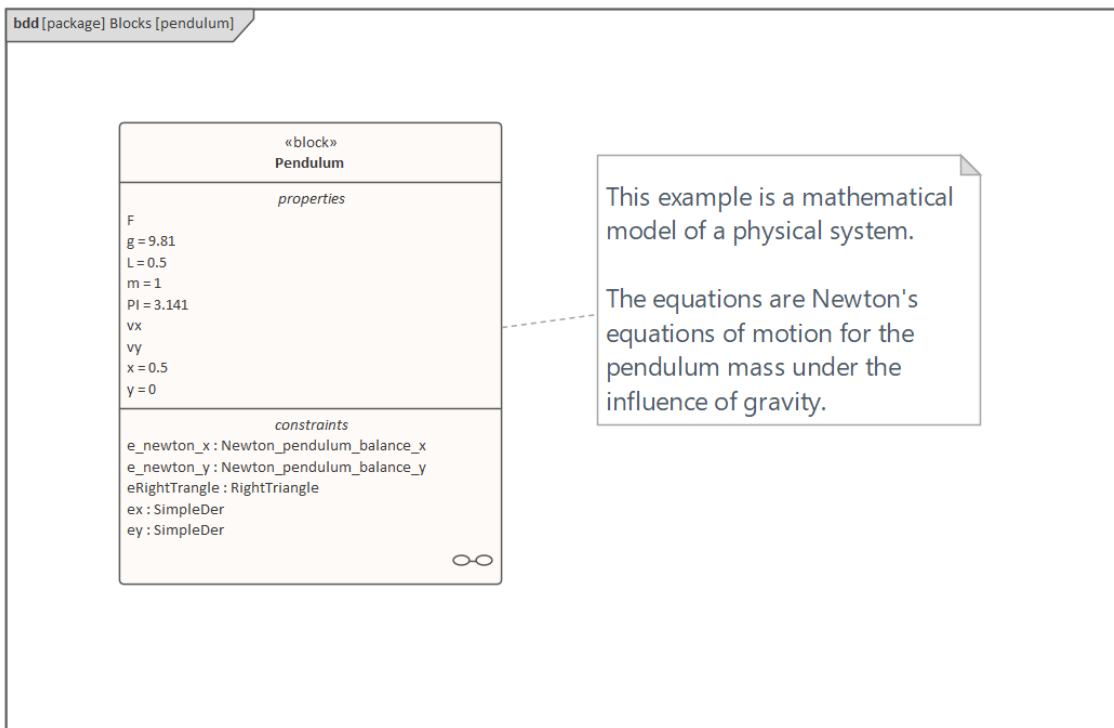 bdd [package] Blocks [pendulum]
«block»
Pendulum
properties
F
g = 9.81
L = 0.5
m = 1
PI = 3.141
vx
vy
x = 0.5
y = 0
constraints
e_newton_x : Newton_pendulum_balance_x
e_newton_y : Newton_pendulum_balance_y
eRightTrangle : RightTriangle
ex : SimpleDer
ey : SimpleDer
This example is a mathematical
model of a physical system.
The equations are Newton's
equations of motion for the
pendulum mass under the
influence of gravity.